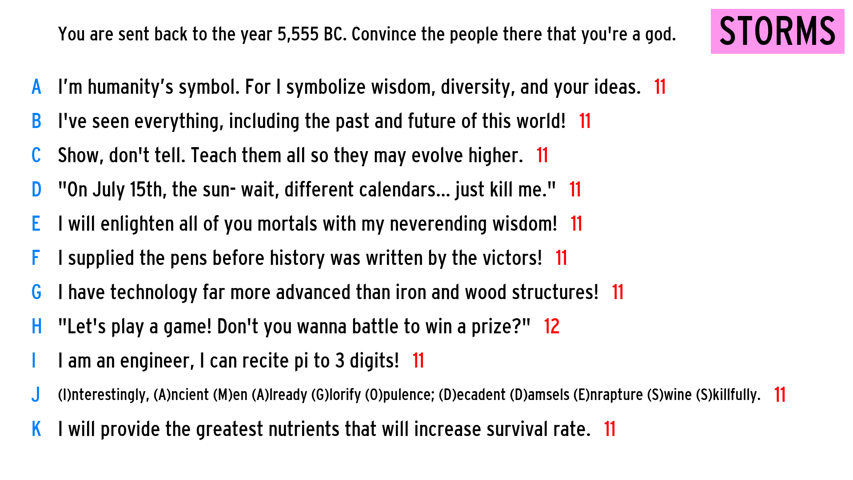 You are sent back to the year 5,555 BC. Convince the people there that you're a god.
STORMS
A I'm humanity's symbol. For I symbolize wisdom, diversity, and your ideas. 11
B I've seen everything, including the past and future of this world! 11
C Show, don't tell. Teach them all so they may evolve higher. 11
D "On July 15th, the sun- wait, different calendars... just kill me." 11
E I will enlighten all of you mortals with my neverending wisdom! 11
F I supplied the pens before history was written by the victors! 11
G I have technology far more advanced than iron and wood structures! 11
H "Let's play a game! Don't you wanna battle to win a prize?" 12
I I am an engineer, I can recite pi to 3 digits! 11
J (I)nterestingly, (A)ncient (M)en (A)lready (G)lorify (O)pulence; (D)ecadent (D)amsels (E)nrapture (S)wine (S)killfully. 11
K I will provide the greatest nutrients that will increase survival rate. 11